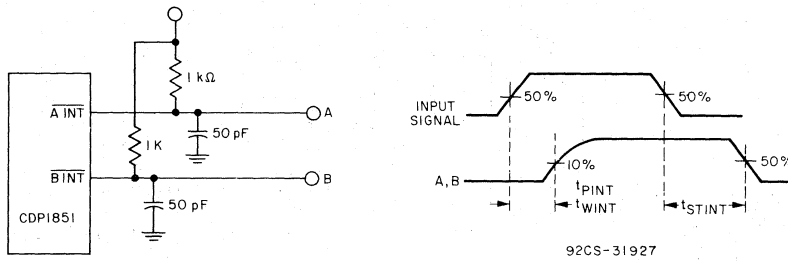 1 kΩ
A INT
A
50 pF
1 K
B INT
B
50 pF
CDP1851
INPUT
SIGNAL
50%
50%
A, B
10%
50%
tPINT
tWINT
tSTINT
92CS-31927